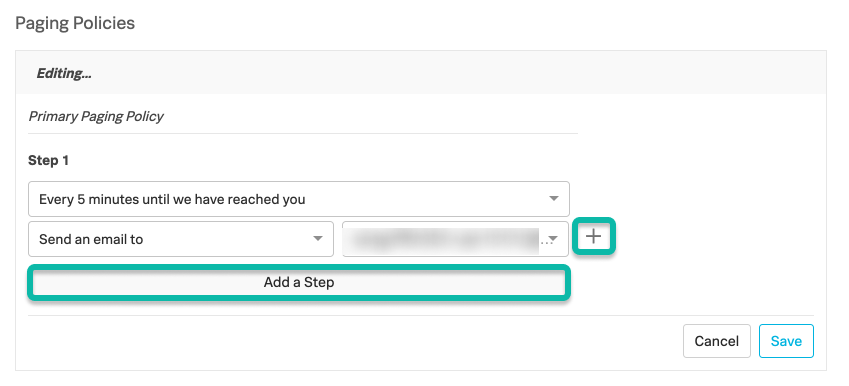 Paging Policies
Editing...
Primary Paging Policy
Step 1
Every 5 minutes until we have reached you
Send an email to
...
+
Add a Step
Cancel Save